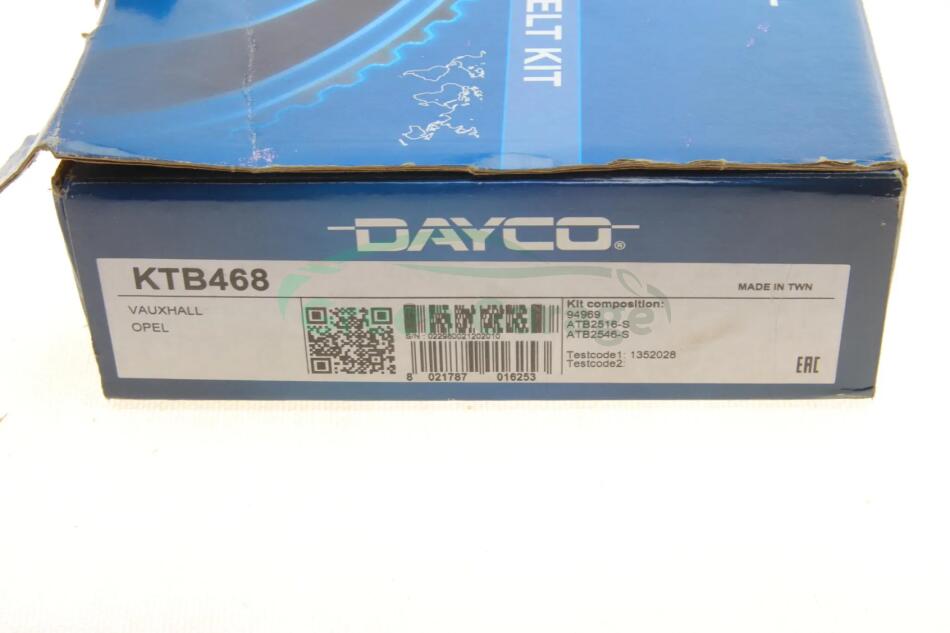 ELT KIT
DAYCO®
KTB468
MADE IN TWN
VAUXHALL
OPEL
S/N: 022980021202010
8 021787 016253
Kit composition:
94969
ATB2516-S
ATB2546-S
Testcode1: 1352028
Testcode2:
EAC